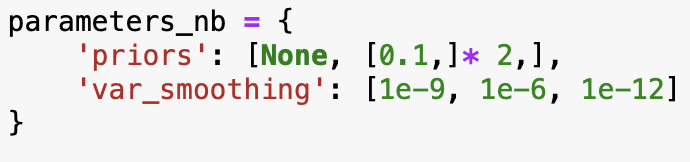 parameters_nb = {
    'priors': [None, [0.1,]* 2,],
    'var_smoothing': [1e-9, 1e-6, 1e-12]
}